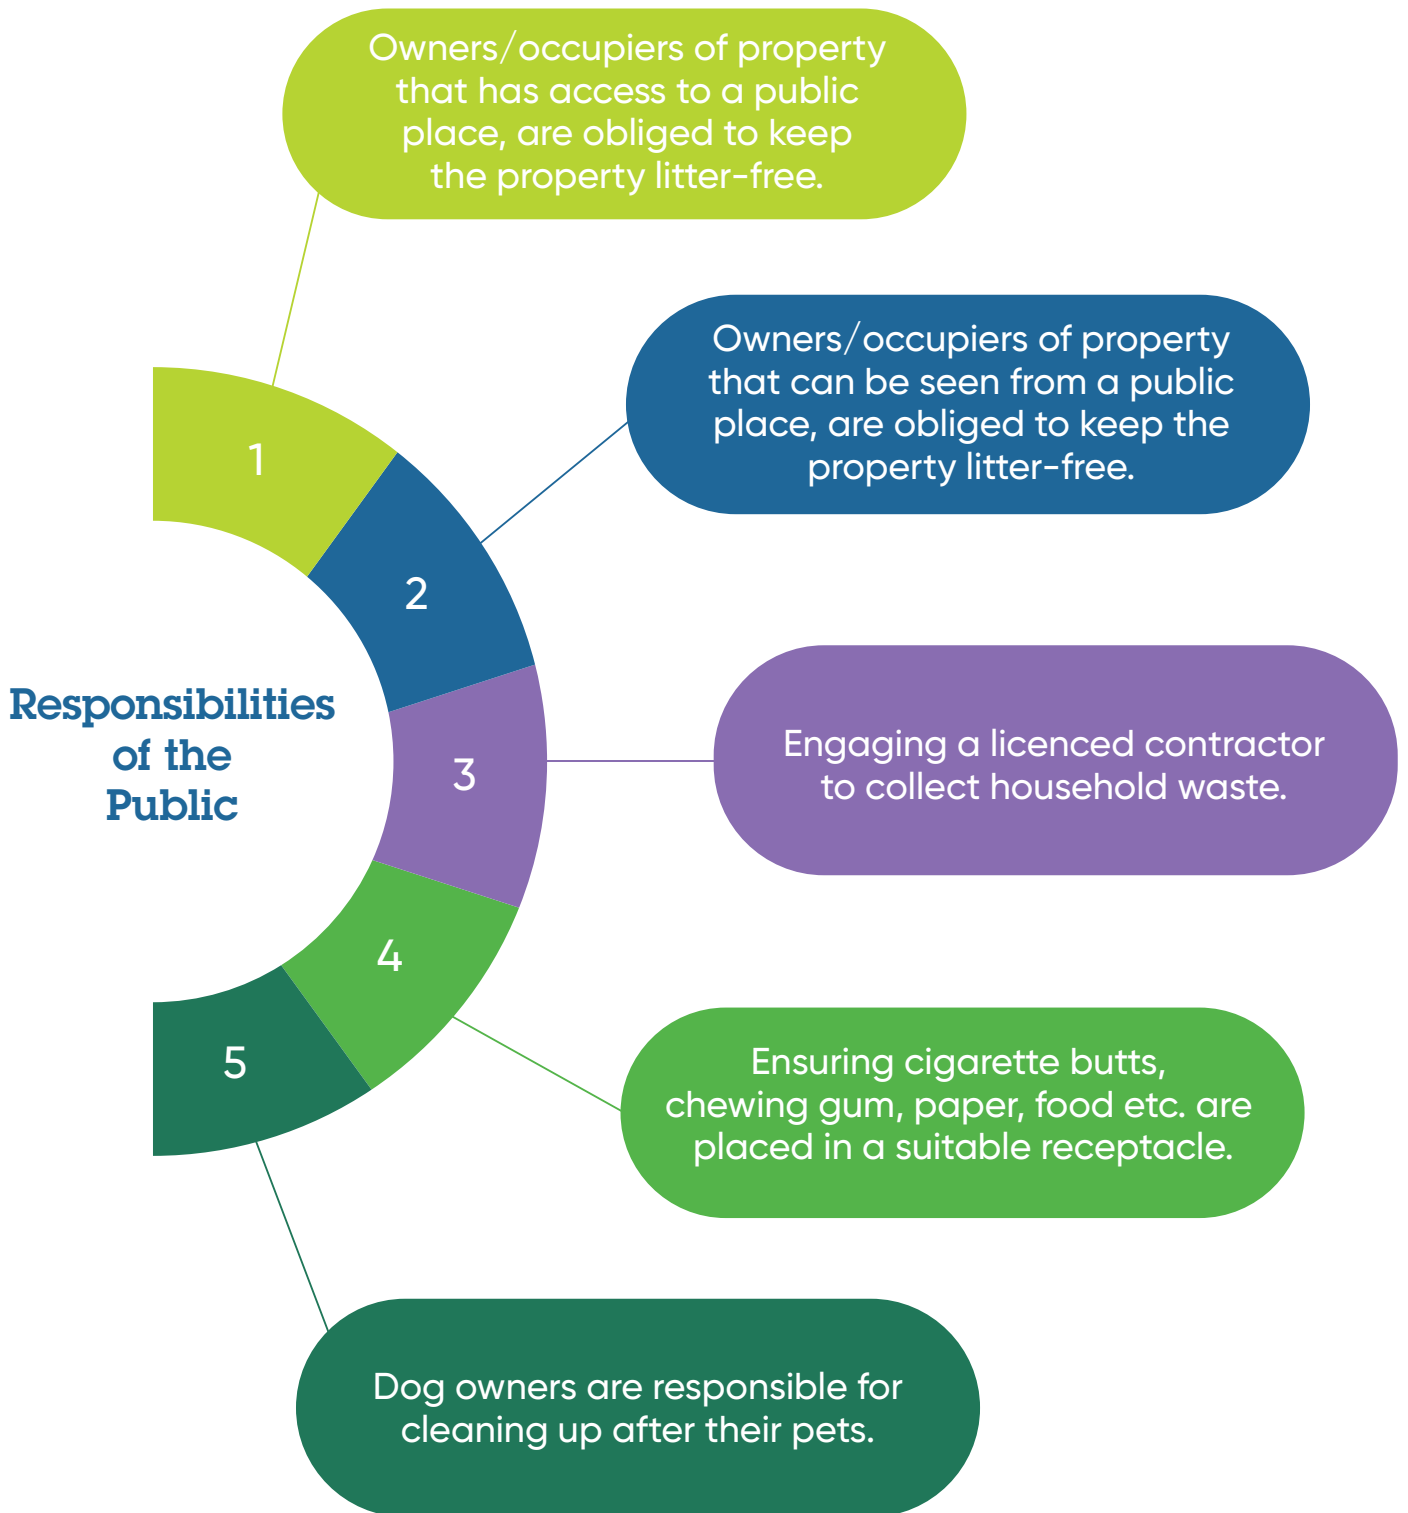 Owners/occupiers of property
that has access to a public
place, are obliged to keep
the property litter-free.
Owners/occupiers of property
that can be seen from a public
place, are obliged to keep the
property litter-free.
1
2
Responsibilities
of the
Public
3
Engaging a licenced contractor
to collect household waste.
4
Ensuring cigarette butts,
chewing gum, paper, food etc. are
placed in a suitable receptacle.
5
Dog owners are responsible for
cleaning up after their pets.